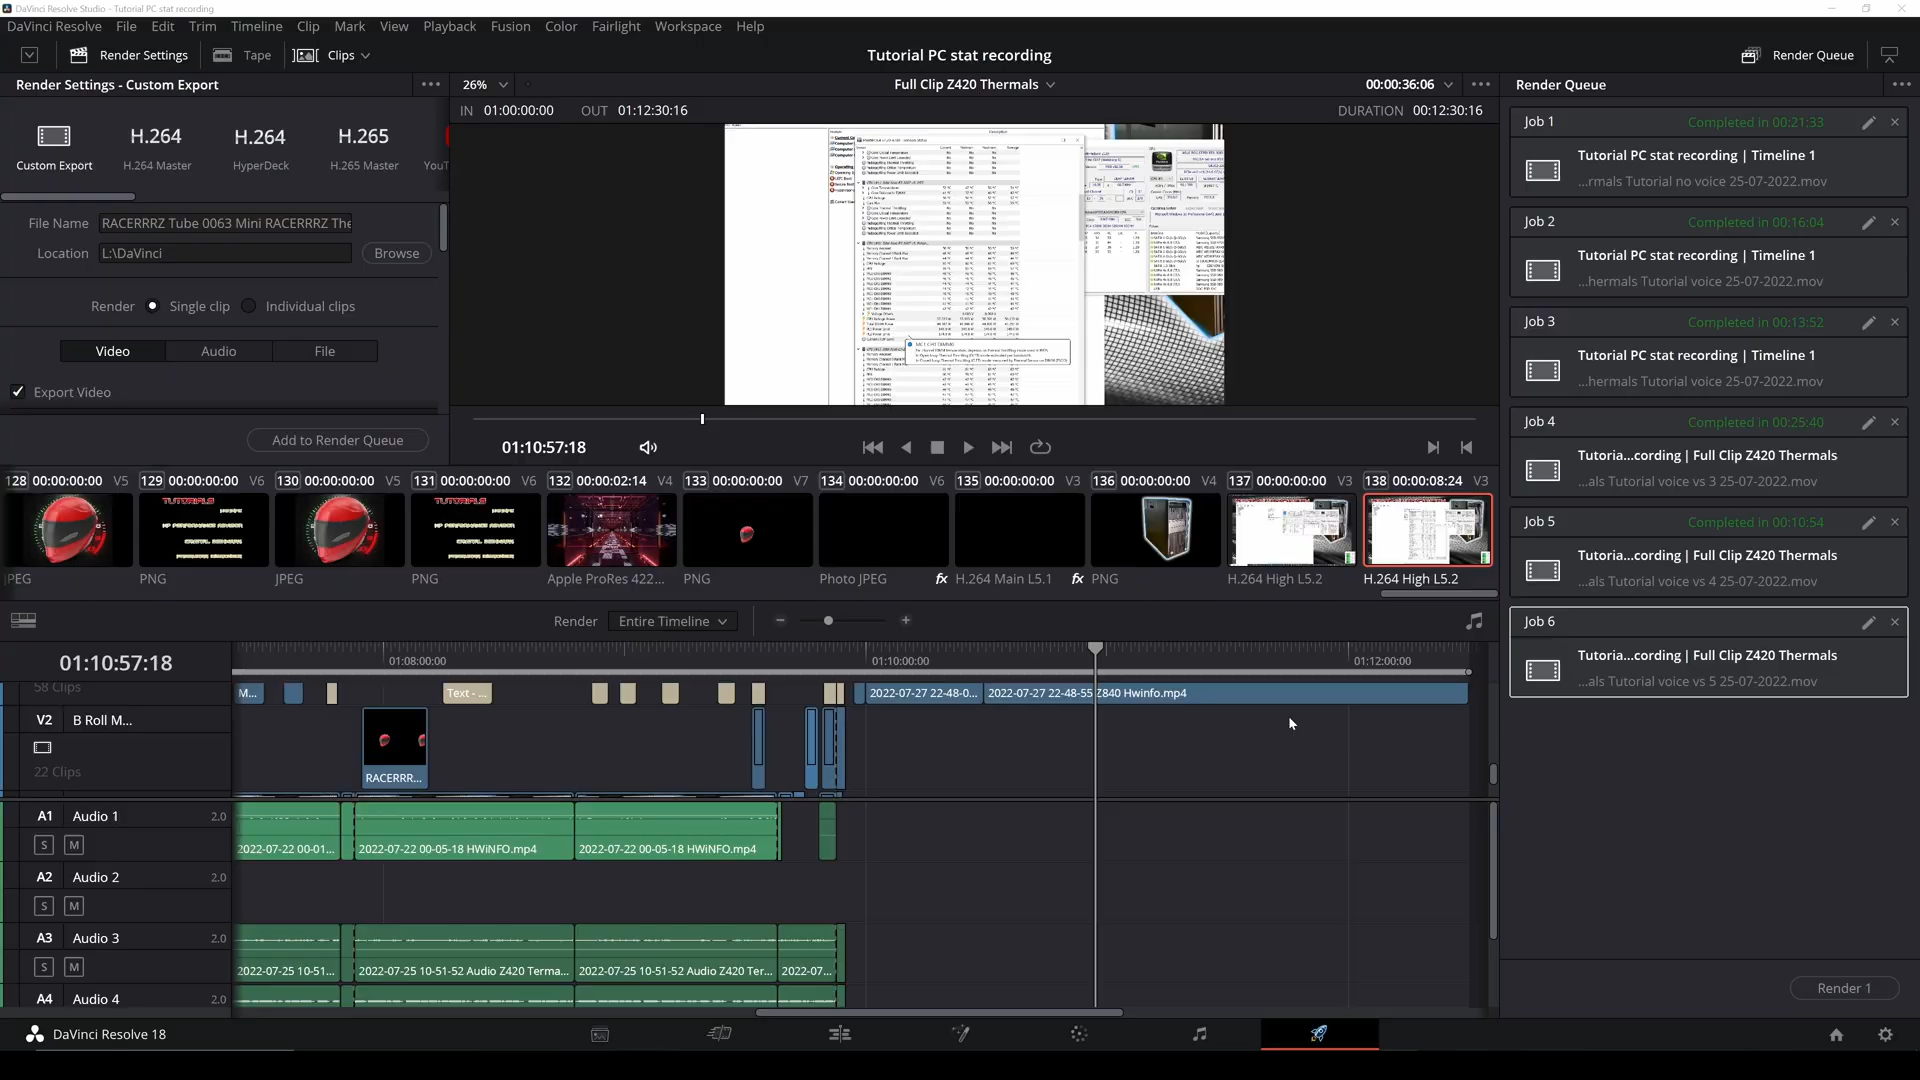 DaVinci Resolve Studio - Tutorial PC stat recording
DaVinci Resolve File Edit Trim Timeline Clip Mark View Playback Fusion Color Fairlight Workspace Help
Render Settings Tape Clips
Tutorial PC stat recording
Render Queue
Render Settings - Custom Export
26%
Full Clip Z420 Thermals
00:00:36:06
Render Queue
IN 01:00:00:00 OUT 01:12:30:16
DURATION 00:12:30:16
H.264 H.264 H.265
Custom Export H.264 Master HyperDeck H.265 Master YouT
File Name RACERRRZ Tube 0063 Mini RACERRRZ The
Location L:\DaVinci Browse
Render Single clip Individual clips
Video Audio File
Export Video
Add to Render Queue
01:10:57:18
Job 1 Completed in 00:21:33
Tutorial PC stat recording | Timeline 1
...rmals Tutorial no voice 25-07-2022.mov
Job 2 Completed in 00:16:04
Tutorial PC stat recording | Timeline 1
...hermals Tutorial voice 25-07-2022.mov
Job 3 Completed in 00:13:52
Tutorial PC stat recording | Timeline 1
...hermals Tutorial voice 25-07-2022.mov
Job 4 Completed in 00:25:40
Tutoria...cording | Full Clip Z420 Thermals
...als Tutorial voice vs 3 25-07-2022.mov
Job 5 Completed in 00:10:54
Tutoria...cording | Full Clip Z420 Thermals
...als Tutorial voice vs 4 25-07-2022.mov
Job 6
Tutoria...cording | Full Clip Z420 Thermals
...als Tutorial voice vs 5 25-07-2022.mov
128 00:00:00:00 V5 129 00:00:00:00 V6 130 00:00:00:00 V5 131 00:00:00:00 V6 132 00:00:02:14 V4 133 00:00:00:00 V7 134 00:00:00:00 V6 135 00:00:00:00 V3 136 00:00:00:00 V4 137 00:00:00:00 V3 138 00:00:08:24 V3
TUTORIALS
HP PERFORMANCE ADVISOR
TUTORIALS
HP PERFORMANCE ADVISOR
JPEG PNG JPEG PNG Apple ProRes 422... PNG Photo JPEG fx H.264 Main L5.1 fx PNG H.264 High L5.2 H.264 High L5.2
Render Entire Timeline
01:10:57:18
01:08:00:00 01:10:00:00 01:12:00:00
58 Clips
M... Text - ... 2022-07-27 22-48-0... 2022-07-27 22-48-55 Z840 Hwinfo.mp4
V2 B Roll M...
22 Clips
RACERRR...
A1 Audio 1 2.0
S M
2022-07-22 00-01... 2022-07-22 00-05-18 HWiNFO.mp4 2022-07-22 00-05-18 HWiNFO.mp4
A2 Audio 2 2.0
S M
A3 Audio 3 2.0
S M
2022-07-25 10-51... 2022-07-25 10-51-52 Audio Z420 Terma... 2022-07-25 10-51-52 Audio Z420 Ter... 2022-07...
A4 Audio 4 2.0
Render 1
DaVinci Resolve 18